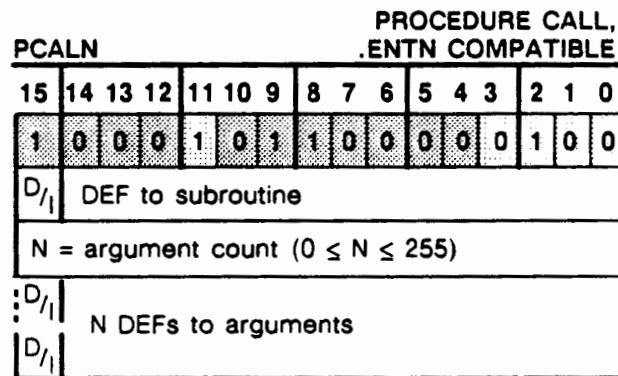 PROCEDURE CALL,
PCALN .ENTN COMPATIBLE
15 14 13 12 11 10 9 8 7 6 5 4 3 2 1 0
1 0 0 0 1 0 1 1 0 0 0 0 0 1 0 0
D/I DEF to subroutine
N = argument count (0 ≤ N ≤ 255)
D/I
N DEFs to arguments
D/I